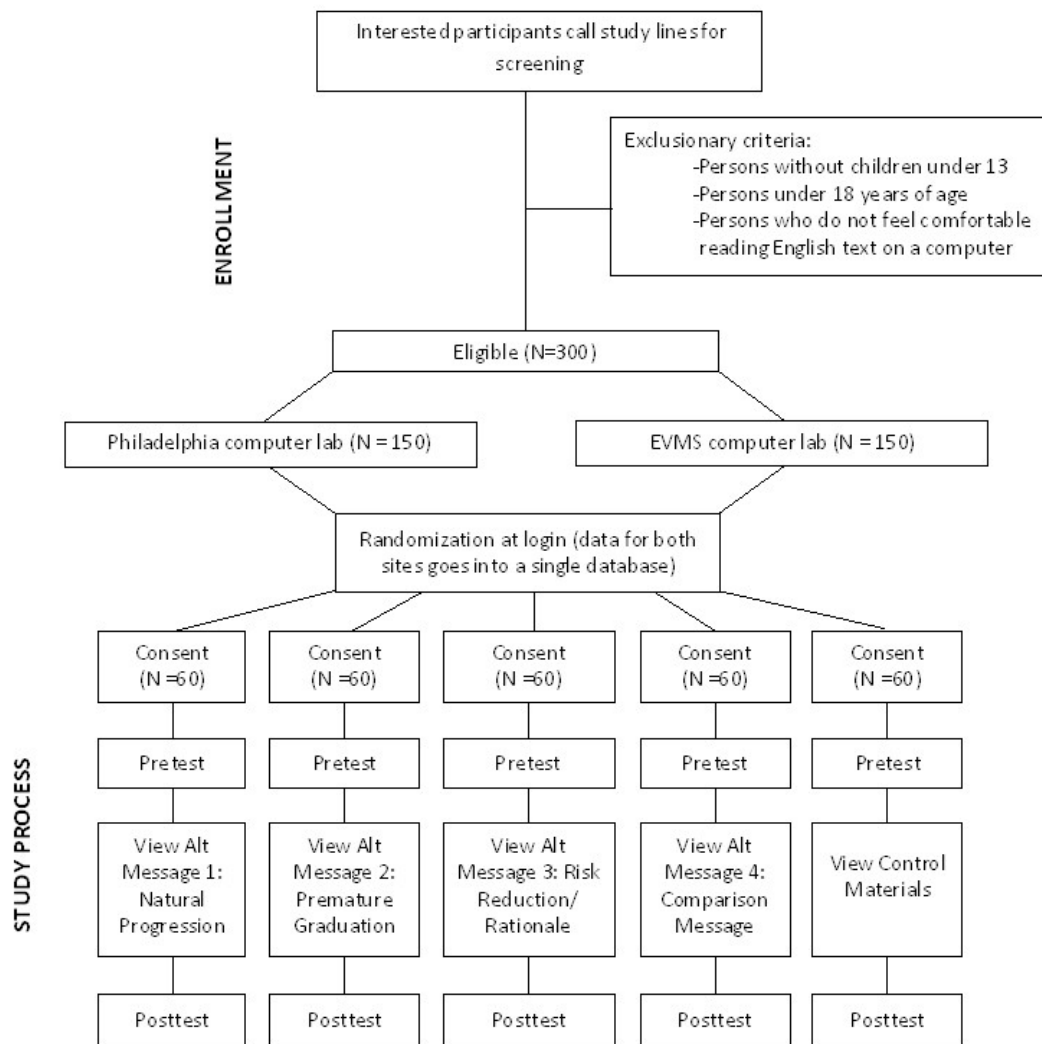 Interested participants call study lines for
screening
ENROLLMENT
Exclusionary criteria:
-Persons without children under 13
-Persons under 18 years of age
-Persons who do not feel comfortable
reading English text on a computer
Eligible (N=300)
Philadelphia computer lab (N = 150)
EVMS computer lab (N = 150)
Randomization at login (data for both
sites goes into a single database)
Consent
(N =60)
Consent
(N =60)
Consent
(N =60)
Consent
(N =60)
Consent
(N =60)
STUDY PROCESS
Pretest
Pretest
Pretest
Pretest
Pretest
View Alt
Message 1:
Natural
Progression
View Alt
Message 2:
Premature
Graduation
View Alt
Message 3: Risk
Reduction/
Rationale
View Alt
Message 4:
Comparison
Message
View Control
Materials
Posttest
Posttest
Posttest
Posttest
Posttest